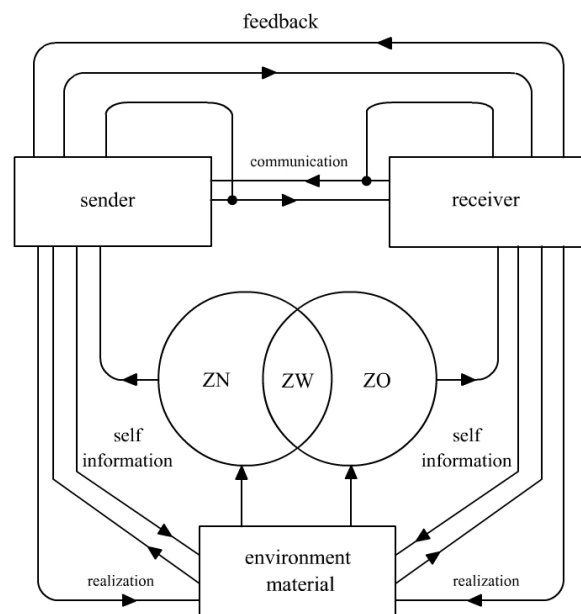 feedback
communication
sender
receiver
ZN
ZW
ZO
self
information
self
information
environment
material
realization
realization